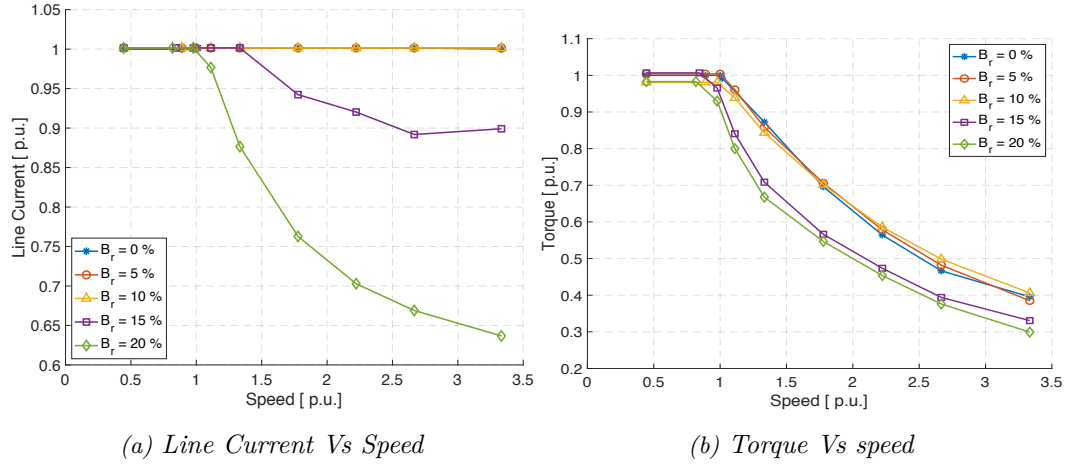 1.05
1
0.95
0.9
0.85
0.8
0.75
0.7
0.65
0.6
Line Current [ p.u.]
B_r = 0 %
B_r = 5 %
B_r = 10 %
B_r = 15 %
B_r = 20 %
0 0.5 1 1.5 2 2.5 3 3.5
Speed [ p.u.]
(a) Line Current Vs Speed
1.1
1
0.9
0.8
0.7
0.6
0.5
0.4
0.3
0.2
Torque [ p.u.]
B_r = 0 %
B_r = 5 %
B_r = 10 %
B_r = 15 %
B_r = 20 %
0 0.5 1 1.5 2 2.5 3 3.5
Speed [ p.u.]
(b) Torque Vs speed